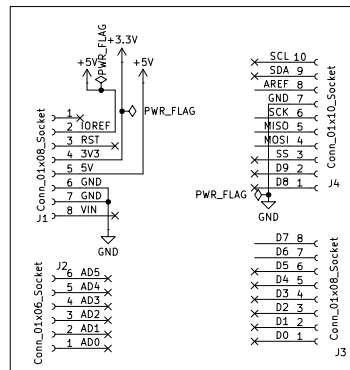 PWR_FLAG
+3.3V
+5V
+5V
PWR_FLAG
Conn_01x08_Socket
J1
1
2 IOREF
3 RST
4 3V3
5 5V
6 GND
7 GND
8 VIN
GND
J2
Conn_01x06_Socket
6 AD5
5 AD4
4 AD3
3 AD2
2 AD1
1 AD0
SCL 10
SDA 9
AREF 8
GND 7
SCK 6
MISO 5
MOSI 4
SS 3
D9 2
D8 1
Conn_01x10_Socket
J4
PWR_FLAG
GND
D7 8
D6 7
D5 6
D4 5
D3 4
D2 3
D1 2
D0 1
Conn_01x08_Socket
J3